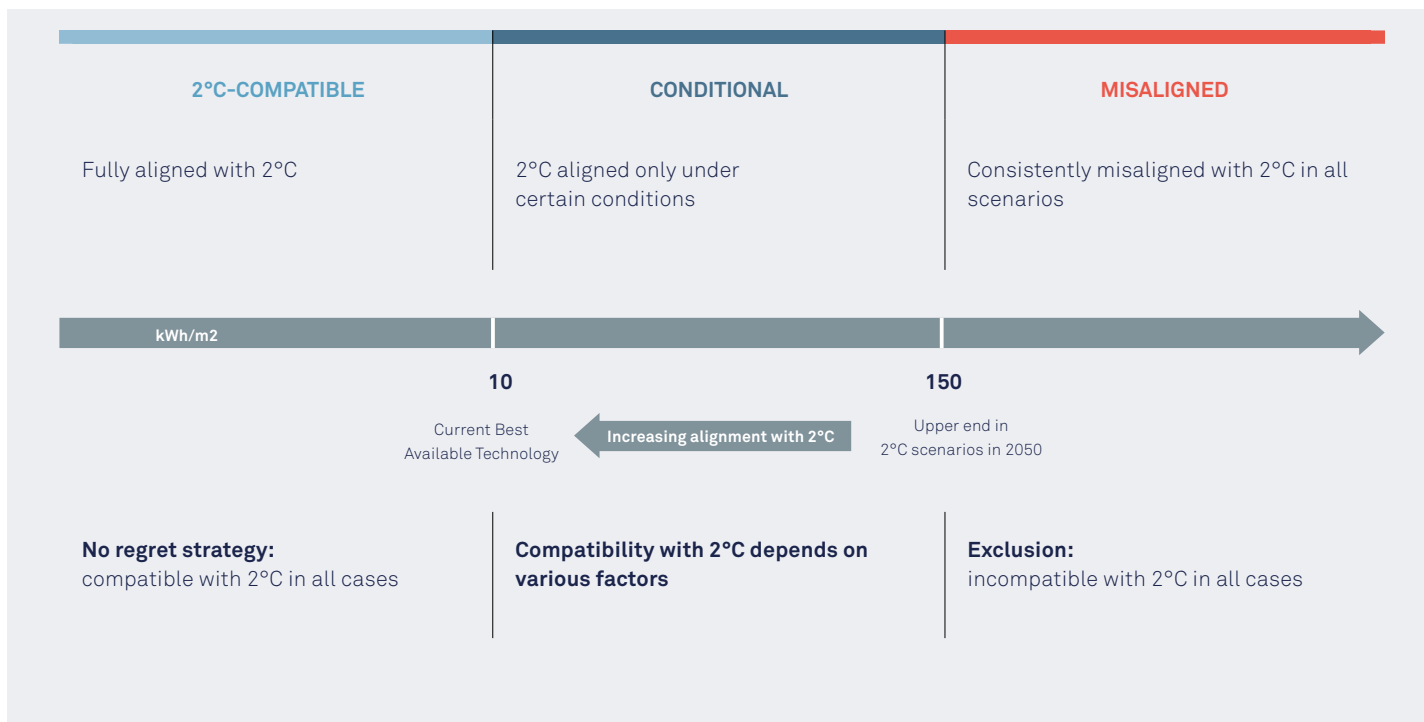 2°C-COMPATIBLE
CONDITIONAL
MISALIGNED
Fully aligned with 2°C
2°C aligned only under
certain conditions
Consistently misaligned with 2°C in all
scenarios
kWh/m2
10
150
Current Best
Available Technology
Increasing alignment with 2°C
Upper end in
2°C scenarios in 2050
No regret strategy:
compatible with 2°C in all cases
Compatibility with 2°C depends on
various factors
Exclusion:
incompatible with 2°C in all cases